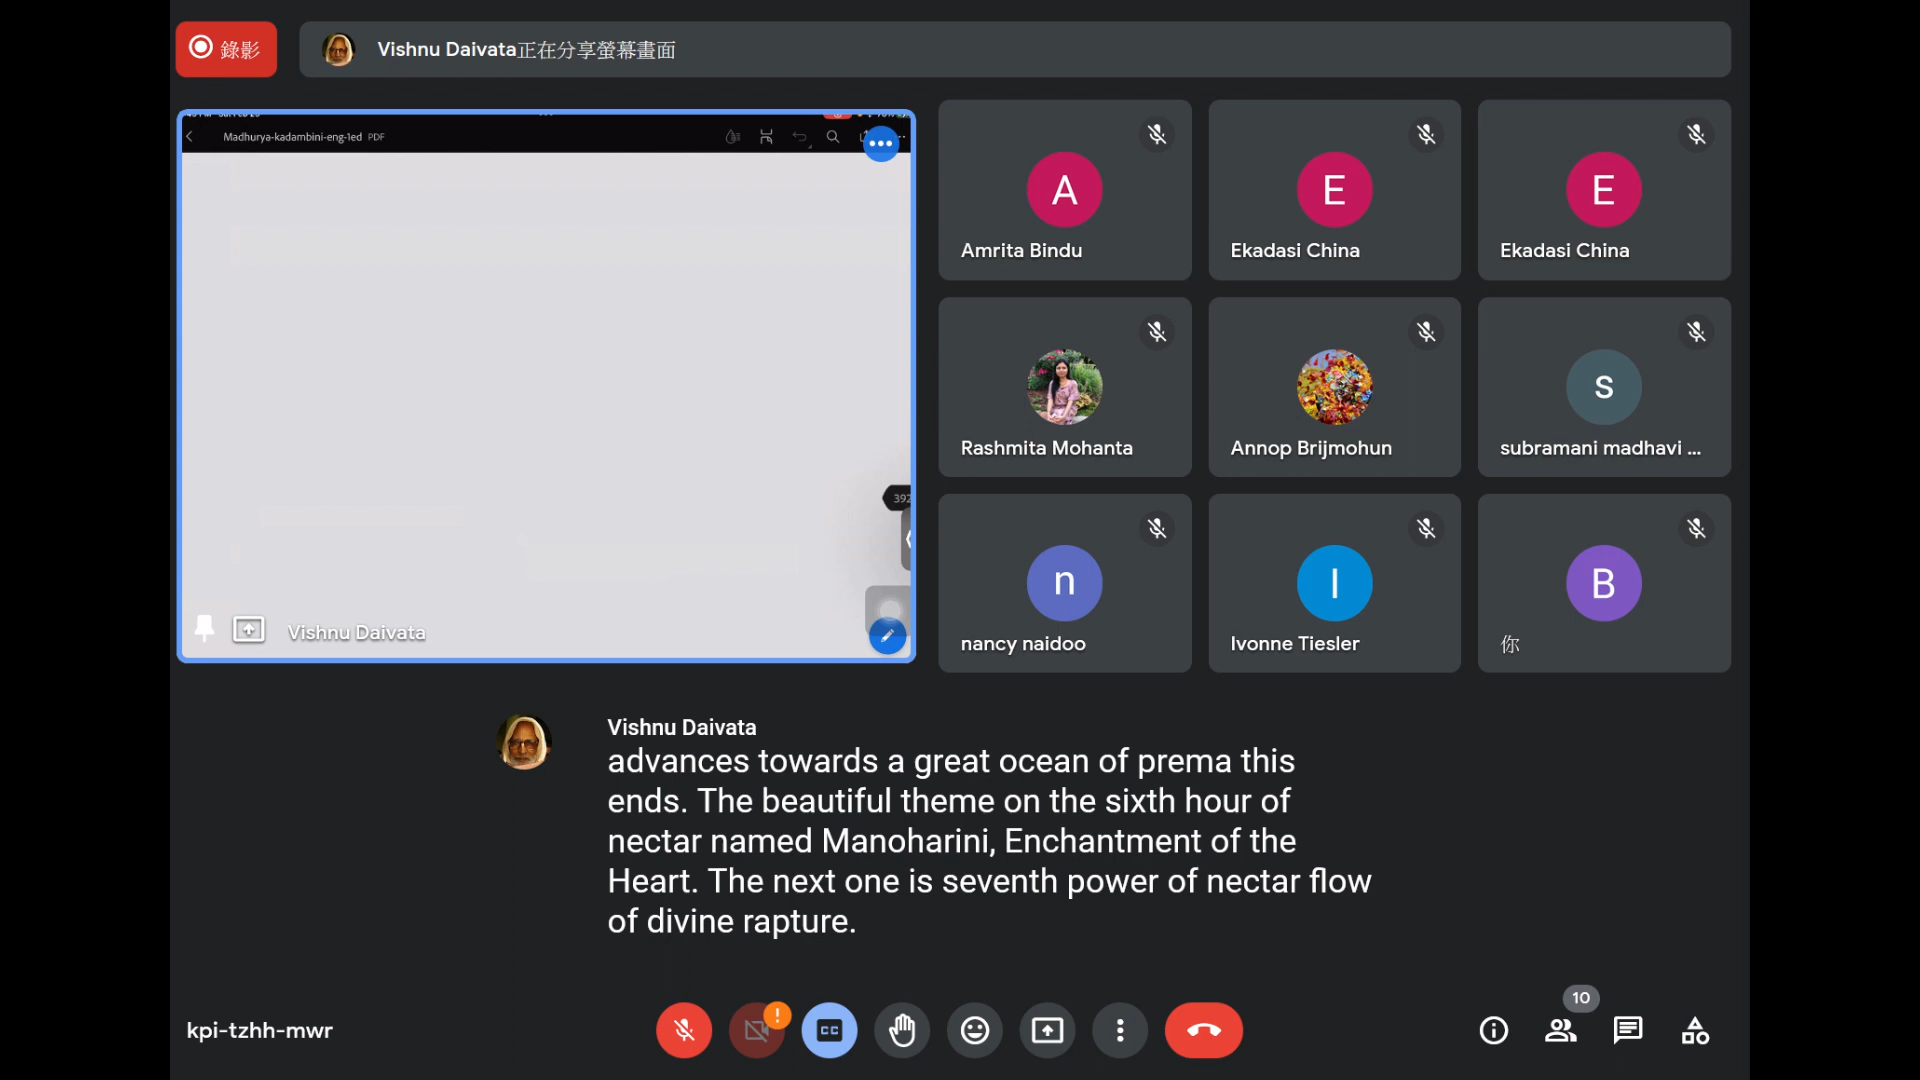 錄影
Vishnu Daivata正在分享螢幕畫面
Madhurya-kadambini-eng-1ed PDF
392
Vishnu Daivata
A
Amrita Bindu
E
Ekadasi China
E
Ekadasi China
Rashmita Mohanta
Annop Brijmohun
s
subramani madhavi ...
n
nancy naidoo
I
Ivonne Tiesler
B
你
Vishnu Daivata
advances towards a great ocean of prema this
ends. The beautiful theme on the sixth hour of
nectar named Manoharini, Enchantment of the
Heart. The next one is seventh power of nectar flow
of divine rapture.
kpi-tzhh-mwr
!
CC
10